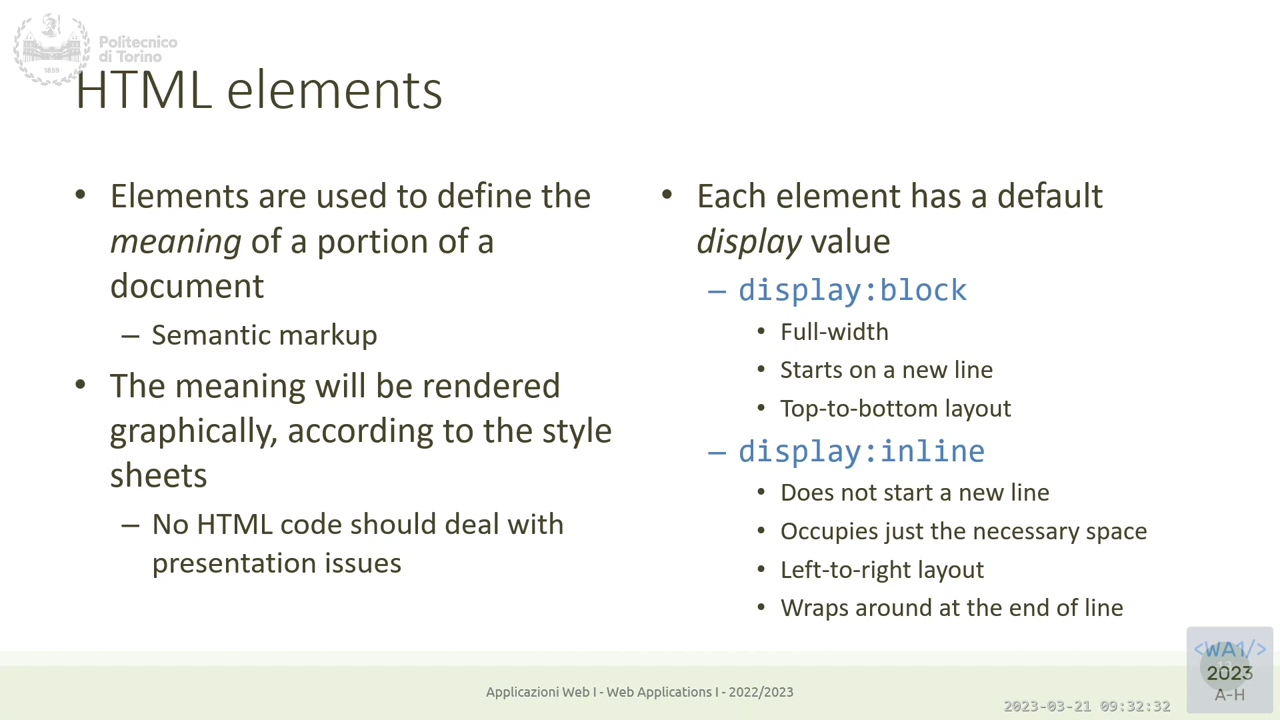 Politecnico
di Torino
1859
HTML elements
• Elements are used to define the
meaning of a portion of a
document
– Semantic markup
• The meaning will be rendered
graphically, according to the style
sheets
– No HTML code should deal with
presentation issues
• Each element has a default
display value
– display:block
• Full-width
• Starts on a new line
• Top-to-bottom layout
– display:inline
• Does not start a new line
• Occupies just the necessary space
• Left-to-right layout
• Wraps around at the end of line
Applicazioni Web I - Web Applications I - 2022/2023
2023-03-21 09:32:32
<WA1/>
2023
A-H